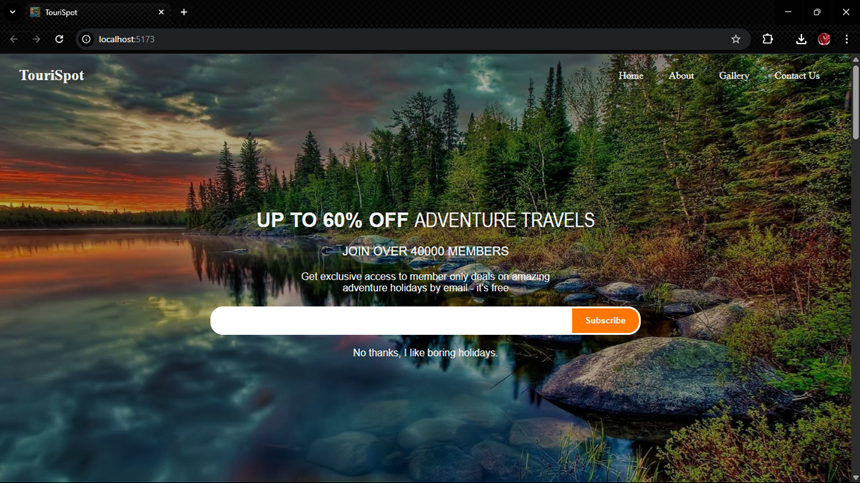 TouriSpot
localhost:5173
TouriSpot
Home About Gallery Contact Us
UP TO 60% OFF ADVENTURE TRAVELS
JOIN OVER 40000 MEMBERS
Get exclusive access to member only deals on amazing
adventure holidays by email - it's free
Subscribe
No thanks, I like boring holidays.